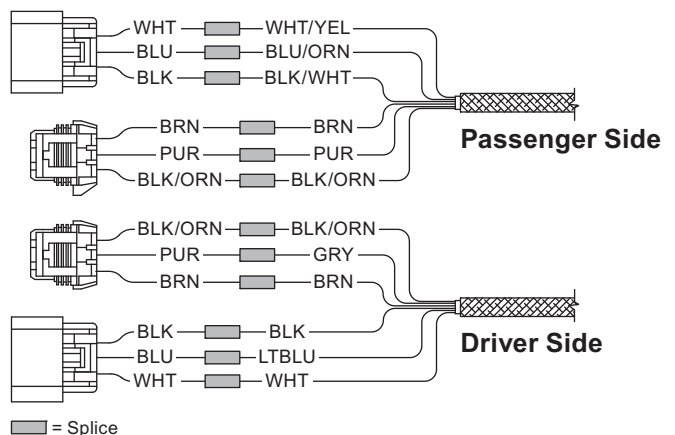 WHT WHT/YEL
BLU BLU/ORN
BLK BLK/WHT
BRN BRN
PUR PUR
BLK/ORN BLK/ORN
Passenger Side
BLK/ORN BLK/ORN
PUR GRY
BRN BRN
BLK BLK
BLU LTBLU
WHT WHT
Driver Side
= Splice